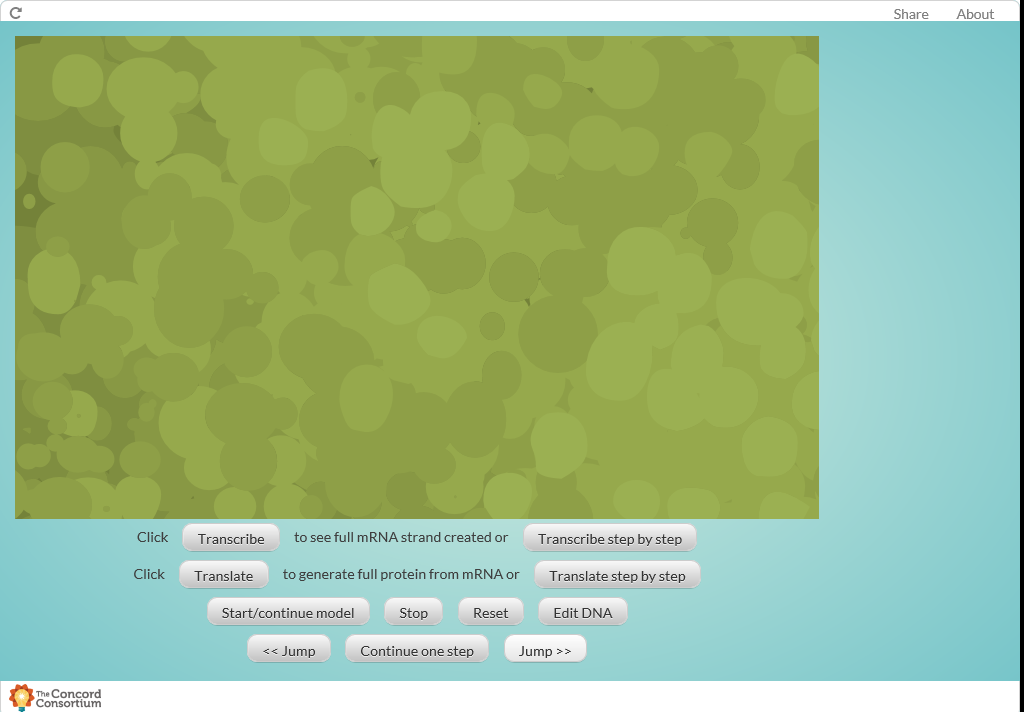 Share About
Click Transcribe to see full mRNA strand created or Transcribe step by step
Click Translate to generate full protein from mRNA or Translate step by step
Start/continue model Stop Reset Edit DNA
<< Jump Continue one step Jump >>
The Concord
Consortium